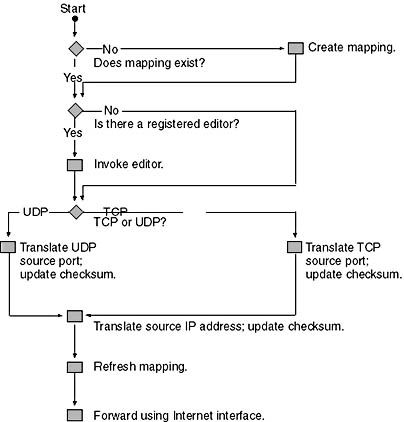 Start
No
Create mapping.
Does mapping exist?
Yes
No
Is there a registered editor?
Yes
Invoke editor.
UDP
TCP
TCP or UDP?
Translate UDP
source port;
update checksum.
Translate TCP
source port;
update checksum.
Translate source IP address; update checksum.
Refresh mapping.
Forward using Internet interface.